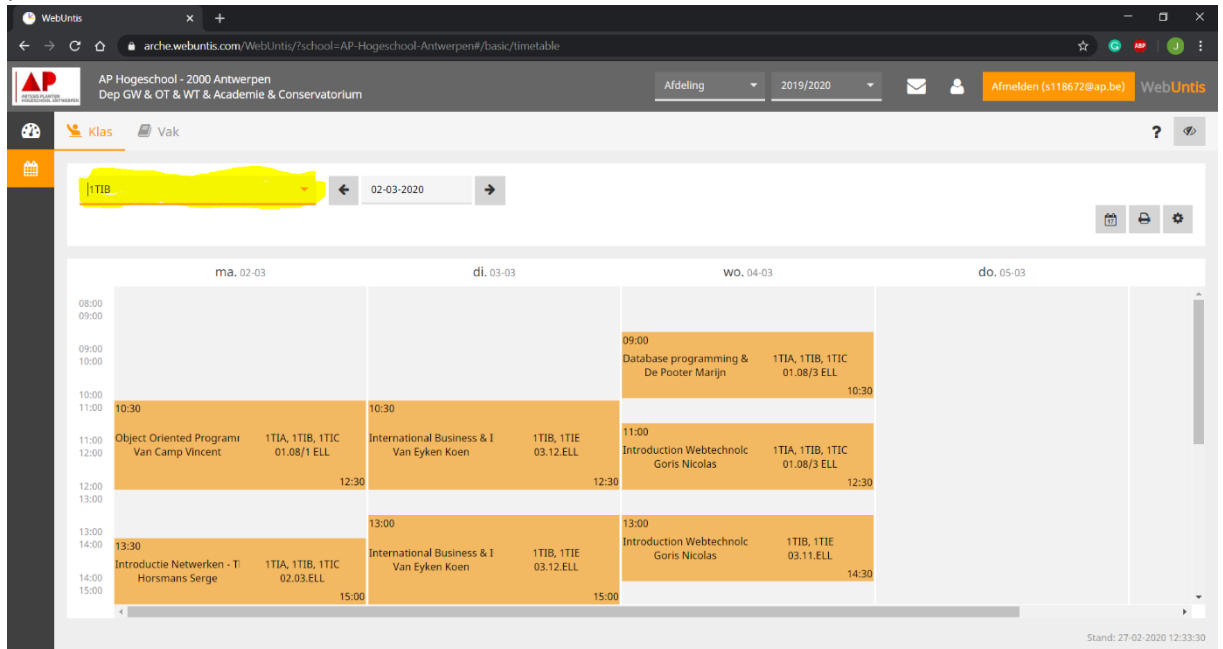 WebUntis
arche.webuntis.com/WebUntis/?school=AP-Hogeschool-Antwerpen#/basic/timetable
G ABP J
AP
AP Hogeschool - 2000 Antwerpen
Dep GW & OT & WT & Academie & Conservatorium
Afdeling
2019/2020
Afmelden (s118672@ap.be)
WebUntis
Klas
Vak
?
1TIB
02-03-2020
17
ma. 02-03
di. 03-03
wo. 04-03
do. 05-03
08:00
09:00
09:00
10:00
10:00
11:00
11:00
12:00
12:00
13:00
13:00
14:00
14:00
15:00
10:30
Object Oriented Programr 1TIA, 1TIB, 1TIC
Van Camp Vincent 01.08/1 ELL
12:30
13:30
Introductie Netwerken - Tl 1TIA, 1TIB, 1TIC
Horsmans Serge 02.03.ELL
15:00
10:30
International Business & I 1TIB, 1TIE
Van Eyken Koen 03.12.ELL
12:30
13:00
International Business & I 1TIB, 1TIE
Van Eyken Koen 03.12.ELL
15:00
09:00
Database programming & 1TIA, 1TIB, 1TIC
De Pooter Marijn 01.08/3 ELL
10:30
11:00
Introduction Webtechnolc 1TIA, 1TIB, 1TIC
Goris Nicolas 01.08/3 ELL
12:30
13:00
Introduction Webtechnolc 1TIB, 1TIE
Goris Nicolas 03.11.ELL
14:30
Stand: 27-02-2020 12:33:30